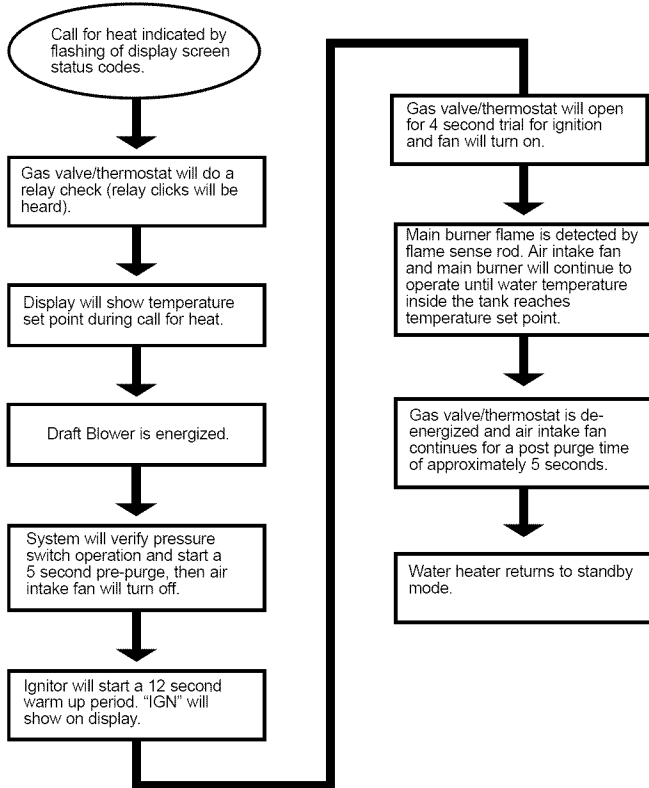 Call for heat indicated by
flashing of display screen
status codes.
Gas valve/thermostat will do a
relay check (relay clicks will be
heard).
Display will show temperature
set point during call for heat.
Draft Blower is energized.
System will verify pressure
switch operation and start a
5 second pre-purge, then air
intake fan will turn off.
Ignitor will start a 12 second
warm up period. “IGN” will
show on display.
Gas valve/thermostat will open
for 4 second trial for ignition
and fan will turn on.
Main burner flame is detected by
flame sense rod. Air intake fan
and main burner will continue to
operate until water temperature
inside the tank reaches
temperature set point.
Gas valve/thermostat is de-
energized and air intake fan
continues for a post purge time
of approximately 5 seconds.
Water heater returns to standby
mode.